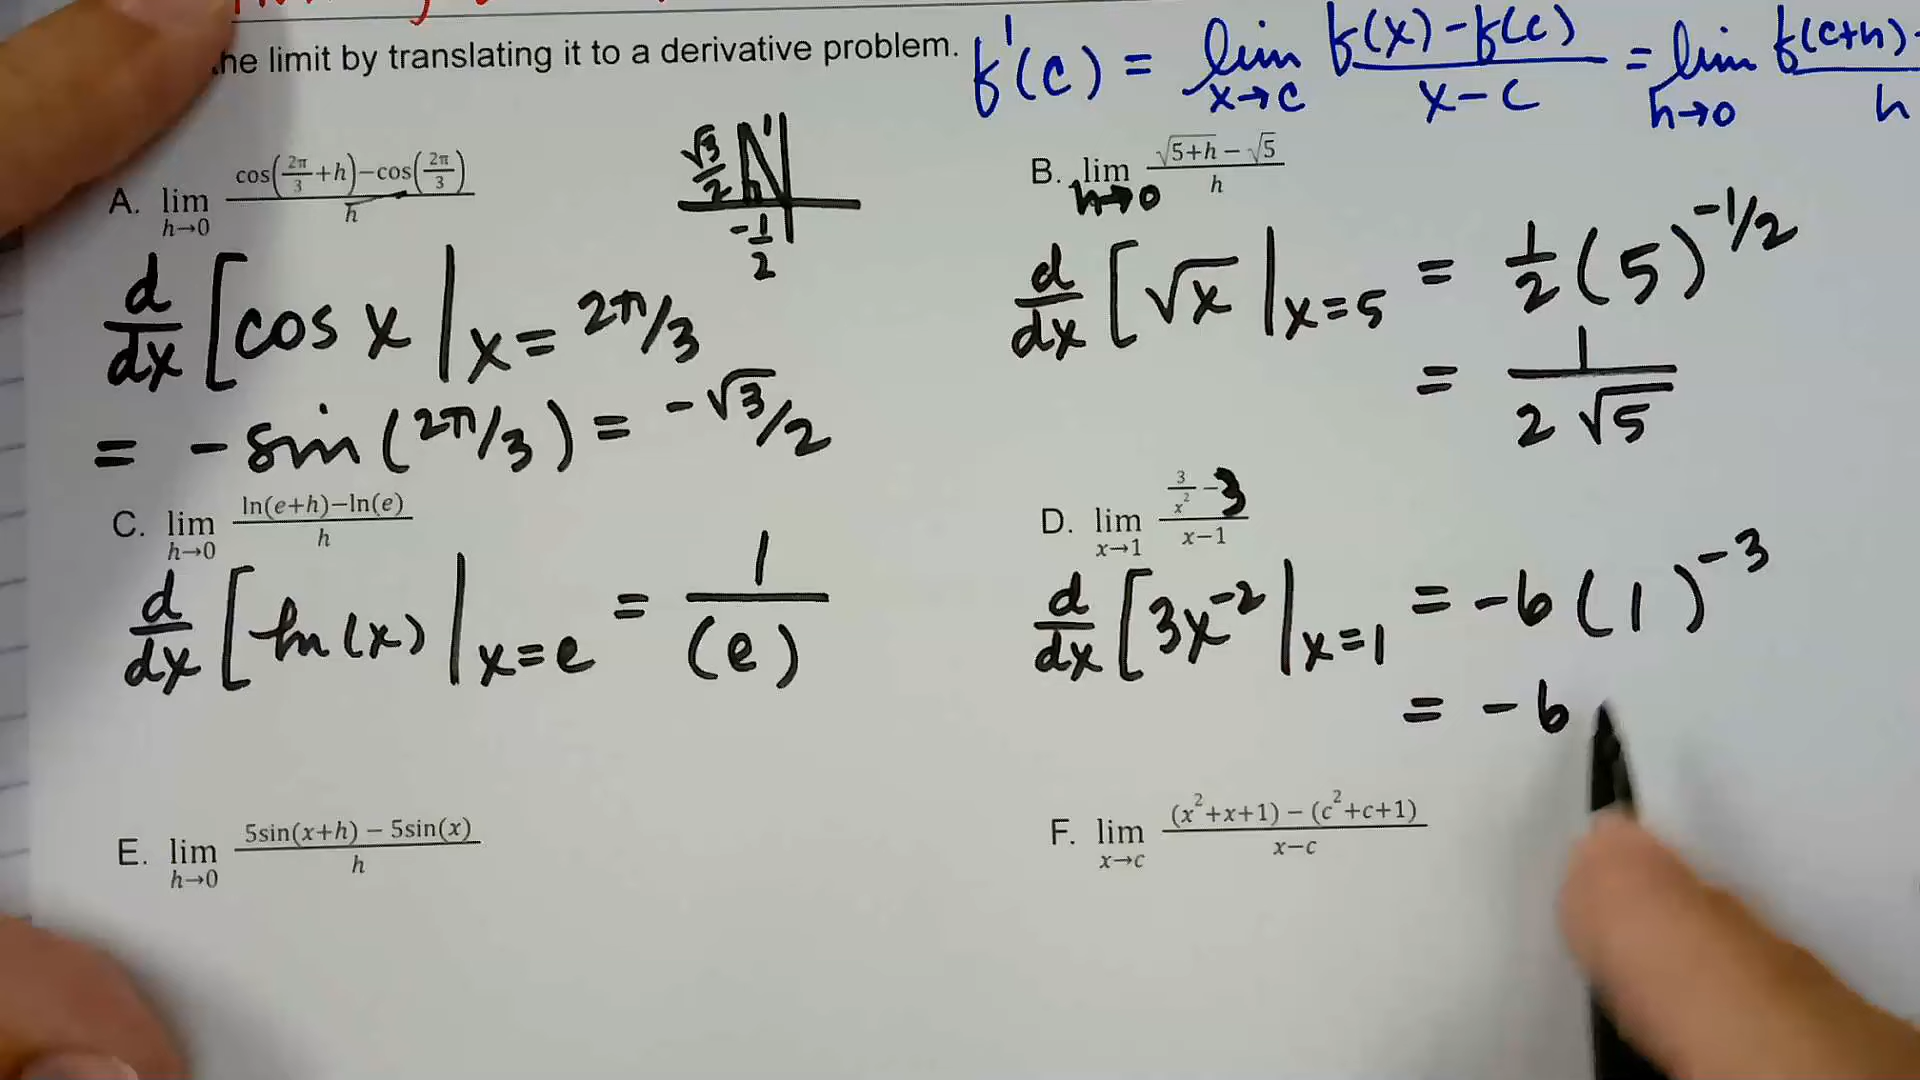 he limit by translating it to a derivative problem.
f'(c) = lim x→c f(x)-f(c) / x-c = lim h→0 f(c+h)- / h
A. lim h→0 cos(2π/3 +h)-cos(2π/3) / h
√3/2
-1/2
d/dx [cos x |x= 2π/3
= -sin(2π/3) = -√3/2
B. lim h→0 √5+h - √5 / h
d/dx [√x |x=5 = 1/2 (5)^-1/2
= 1 / 2√5
C. lim h→0 ln(e+h)-ln(e) / h
d/dx [ln(x) |x=e = 1 / (e)
D. lim x→1 3/x² - 3 / x-1
d/dx [3x^-2 |x=1 = -6(1)^-3
= -6
E. lim h→0 5sin(x+h) - 5sin(x) / h
F. lim x→c (x²+x+1) - (c²+c+1) / x-c